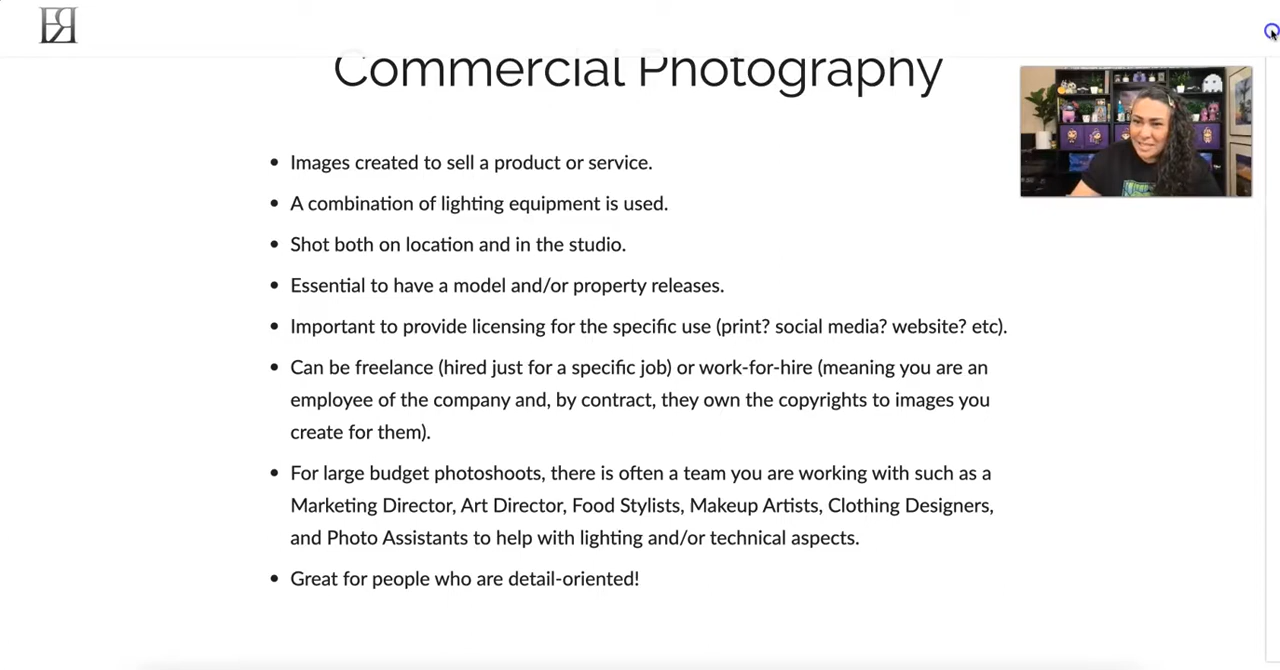 Commercial Photography
• Images created to sell a product or service.
• A combination of lighting equipment is used.
• Shot both on location and in the studio.
• Essential to have a model and/or property releases.
• Important to provide licensing for the specific use (print? social media? website? etc).
• Can be freelance (hired just for a specific job) or work-for-hire (meaning you are an
employee of the company and, by contract, they own the copyrights to images you
create for them).
• For large budget photoshoots, there is often a team you are working with such as a
Marketing Director, Art Director, Food Stylists, Makeup Artists, Clothing Designers,
and Photo Assistants to help with lighting and/or technical aspects.
• Great for people who are detail-oriented!